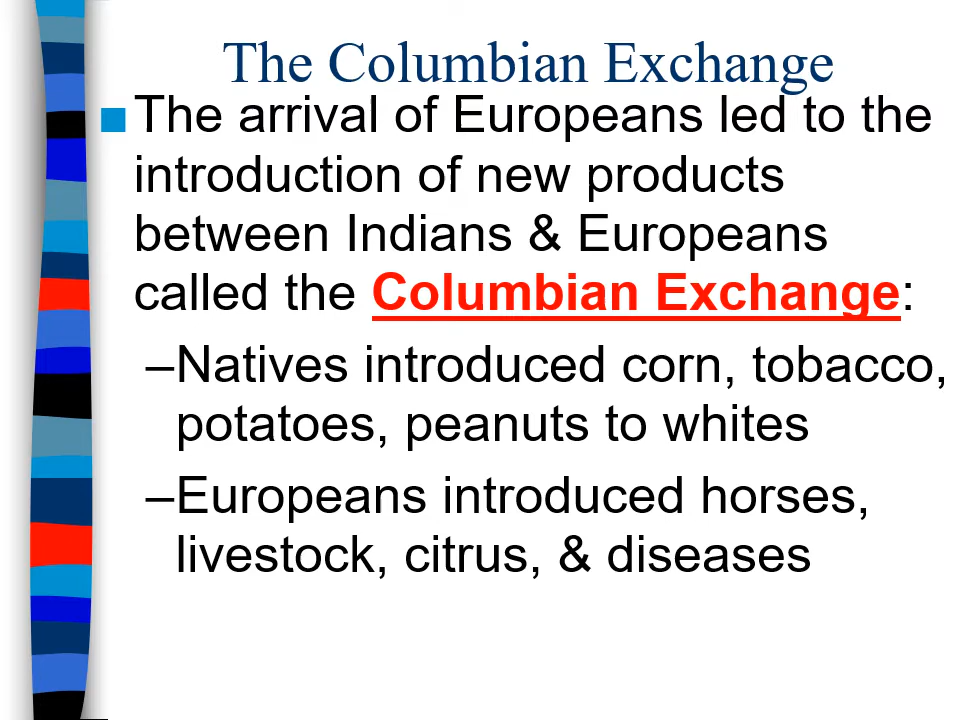 The Columbian Exchange
■ The arrival of Europeans led to the
introduction of new products
between Indians & Europeans
called the Columbian Exchange:
–Natives introduced corn, tobacco,
potatoes, peanuts to whites
–Europeans introduced horses,
livestock, citrus, & diseases